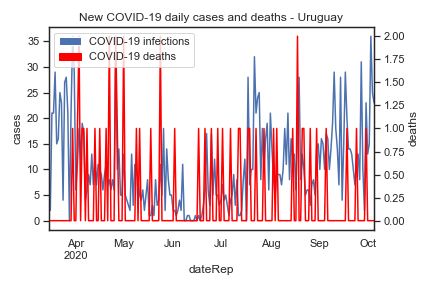 New COVID-19 daily cases and deaths - Uruguay
COVID-19 infections
COVID-19 deaths
cases
35
30
25
20
15
10
5
0
deaths
2.00
1.75
1.50
1.25
1.00
0.75
0.50
0.25
0.00
Apr May Jun Jul Aug Sep Oct
2020
dateRep